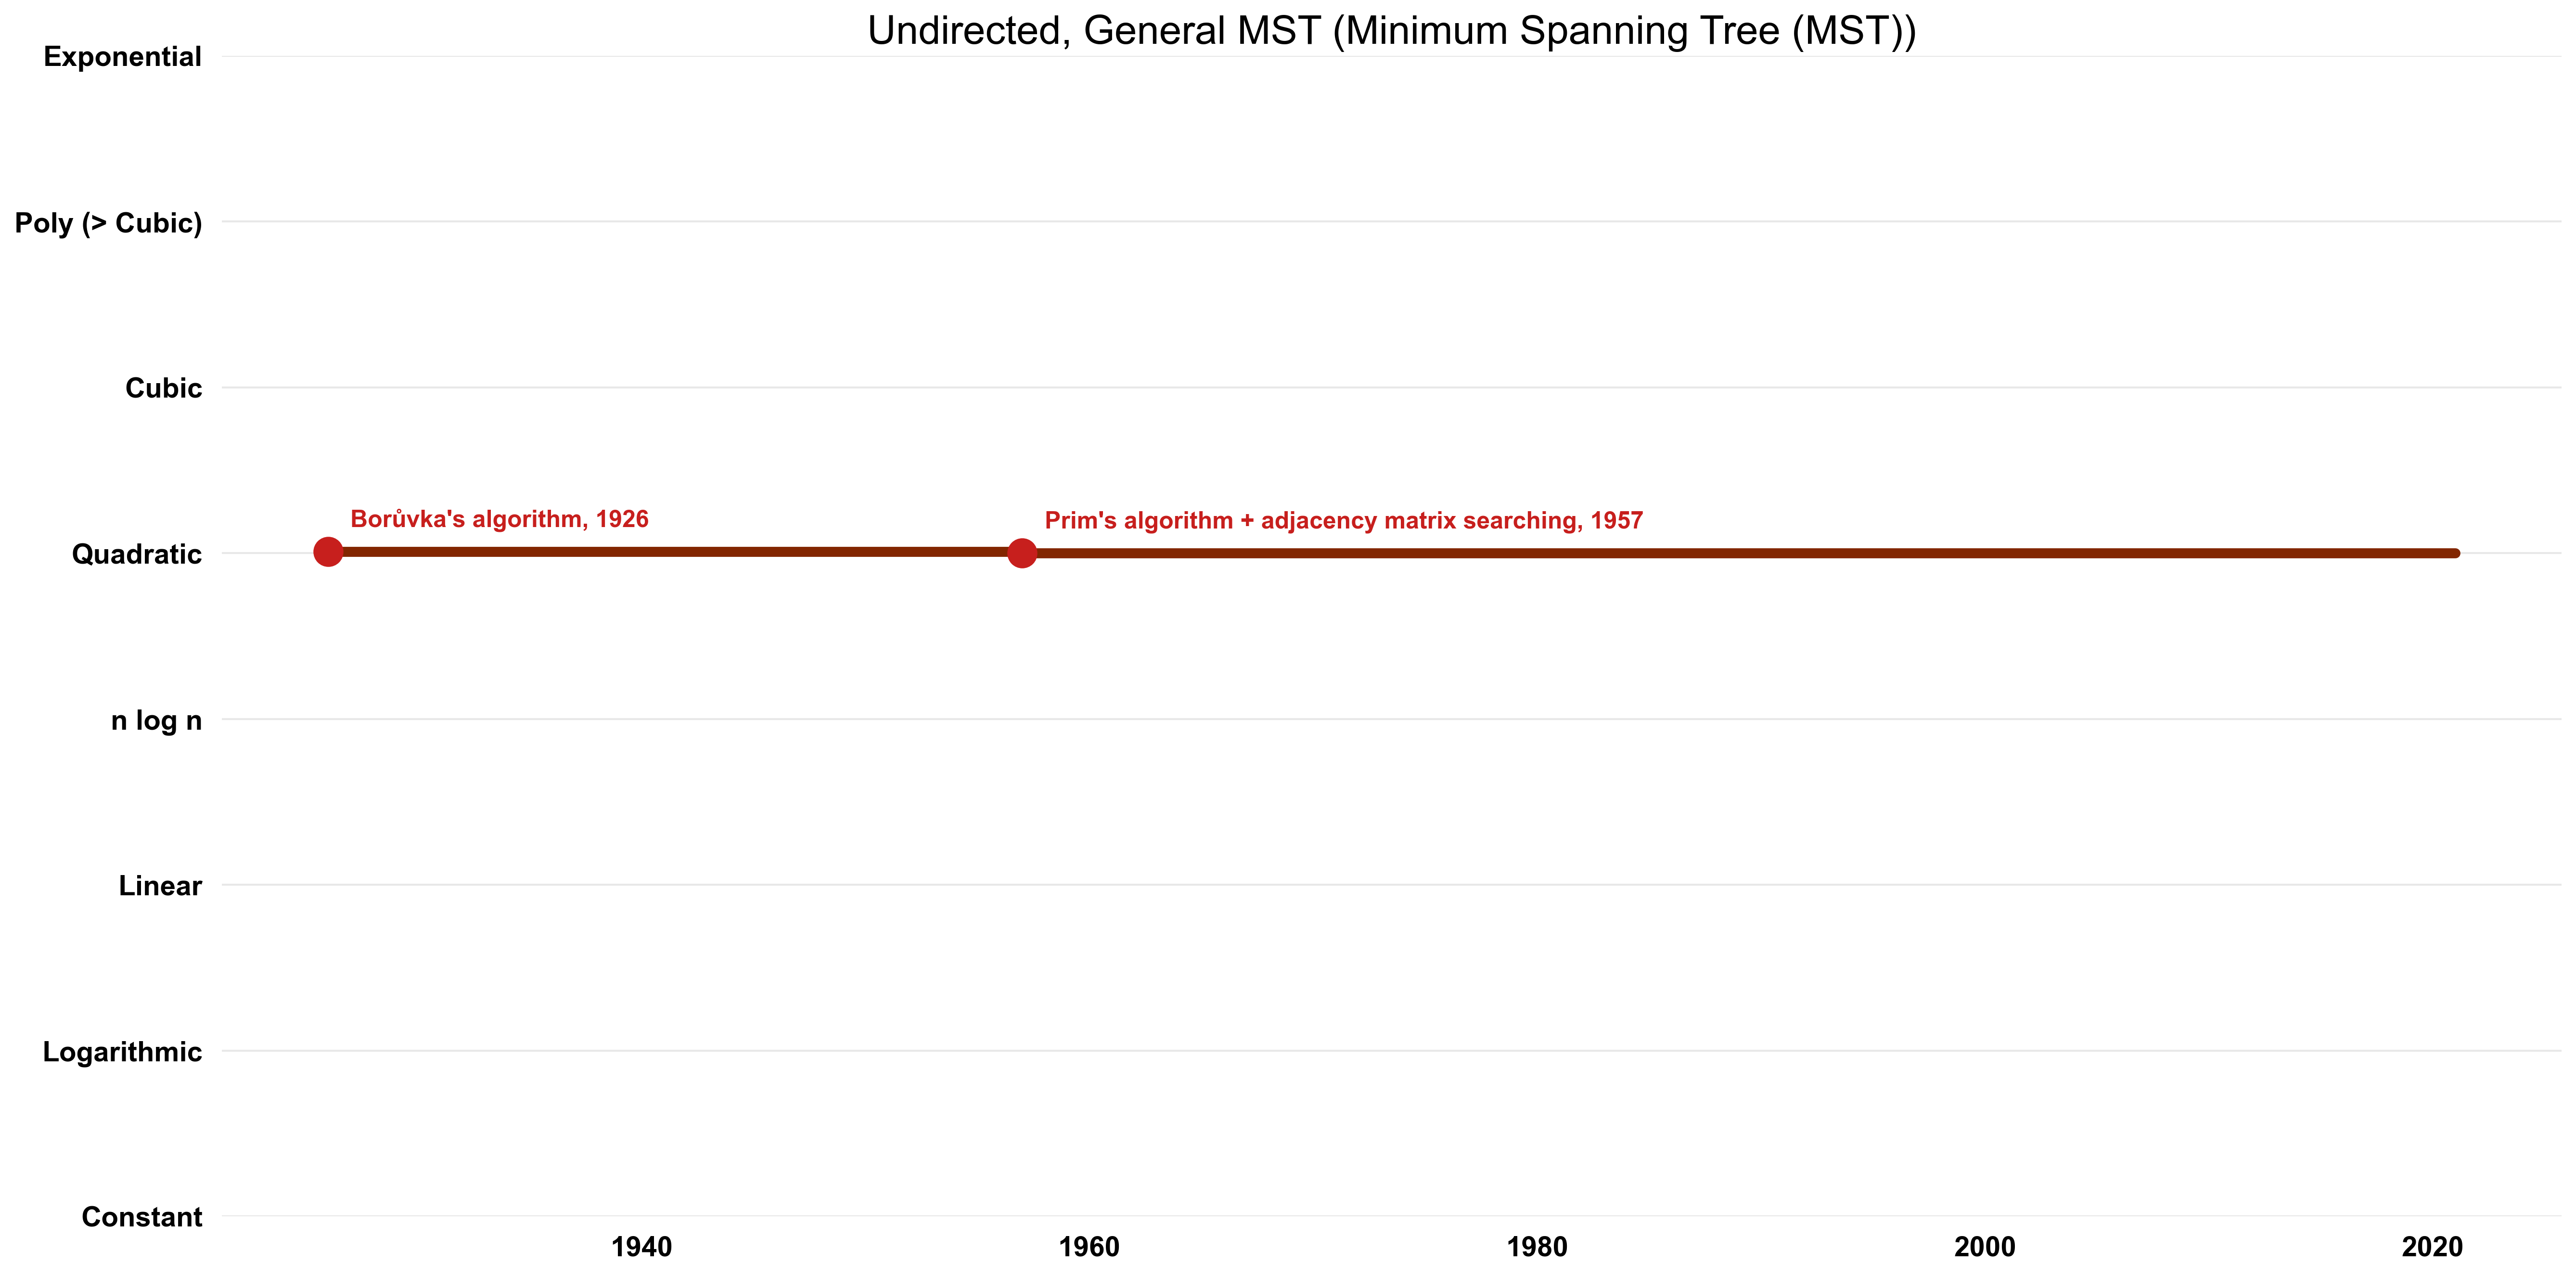 Undirected, General MST (Minimum Spanning Tree (MST))
Exponential
Poly (> Cubic)
Cubic
Borůvka's algorithm, 1926
Prim's algorithm + adjacency matrix searching, 1957
Quadratic
n log n
Linear
Logarithmic
Constant
1940 1960 1980 2000 2020